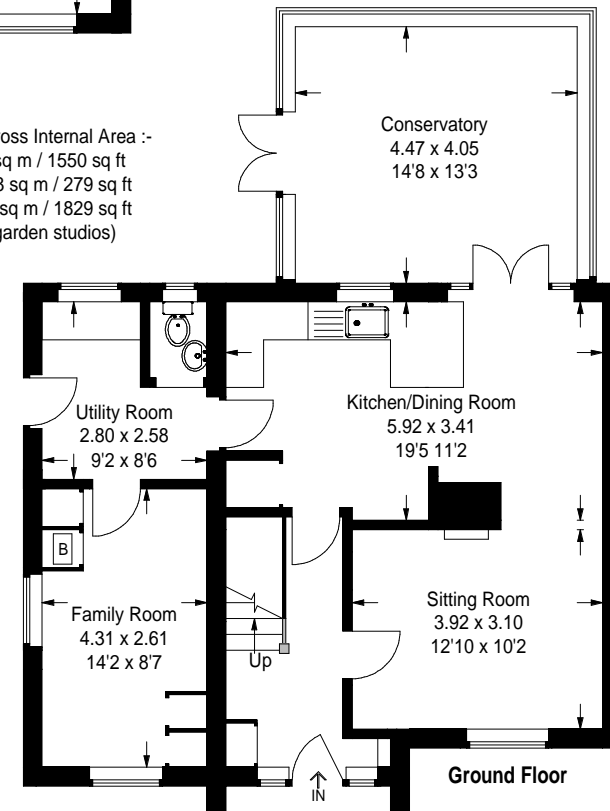 oss Internal Area :-
sq m / 1550 sq ft
3 sq m / 279 sq ft
sq m / 1829 sq ft
garden studios)
Conservatory
4.47 x 4.05
14'8 x 13'3
Utility Room
2.80 x 2.58
9'2 x 8'6
Kitchen/Dining Room
5.92 x 3.41
19'5 11'2
B
Family Room
4.31 x 2.61
14'2 x 8'7
Up
Sitting Room
3.92 x 3.10
12'10 x 10'2
IN
Ground Floor